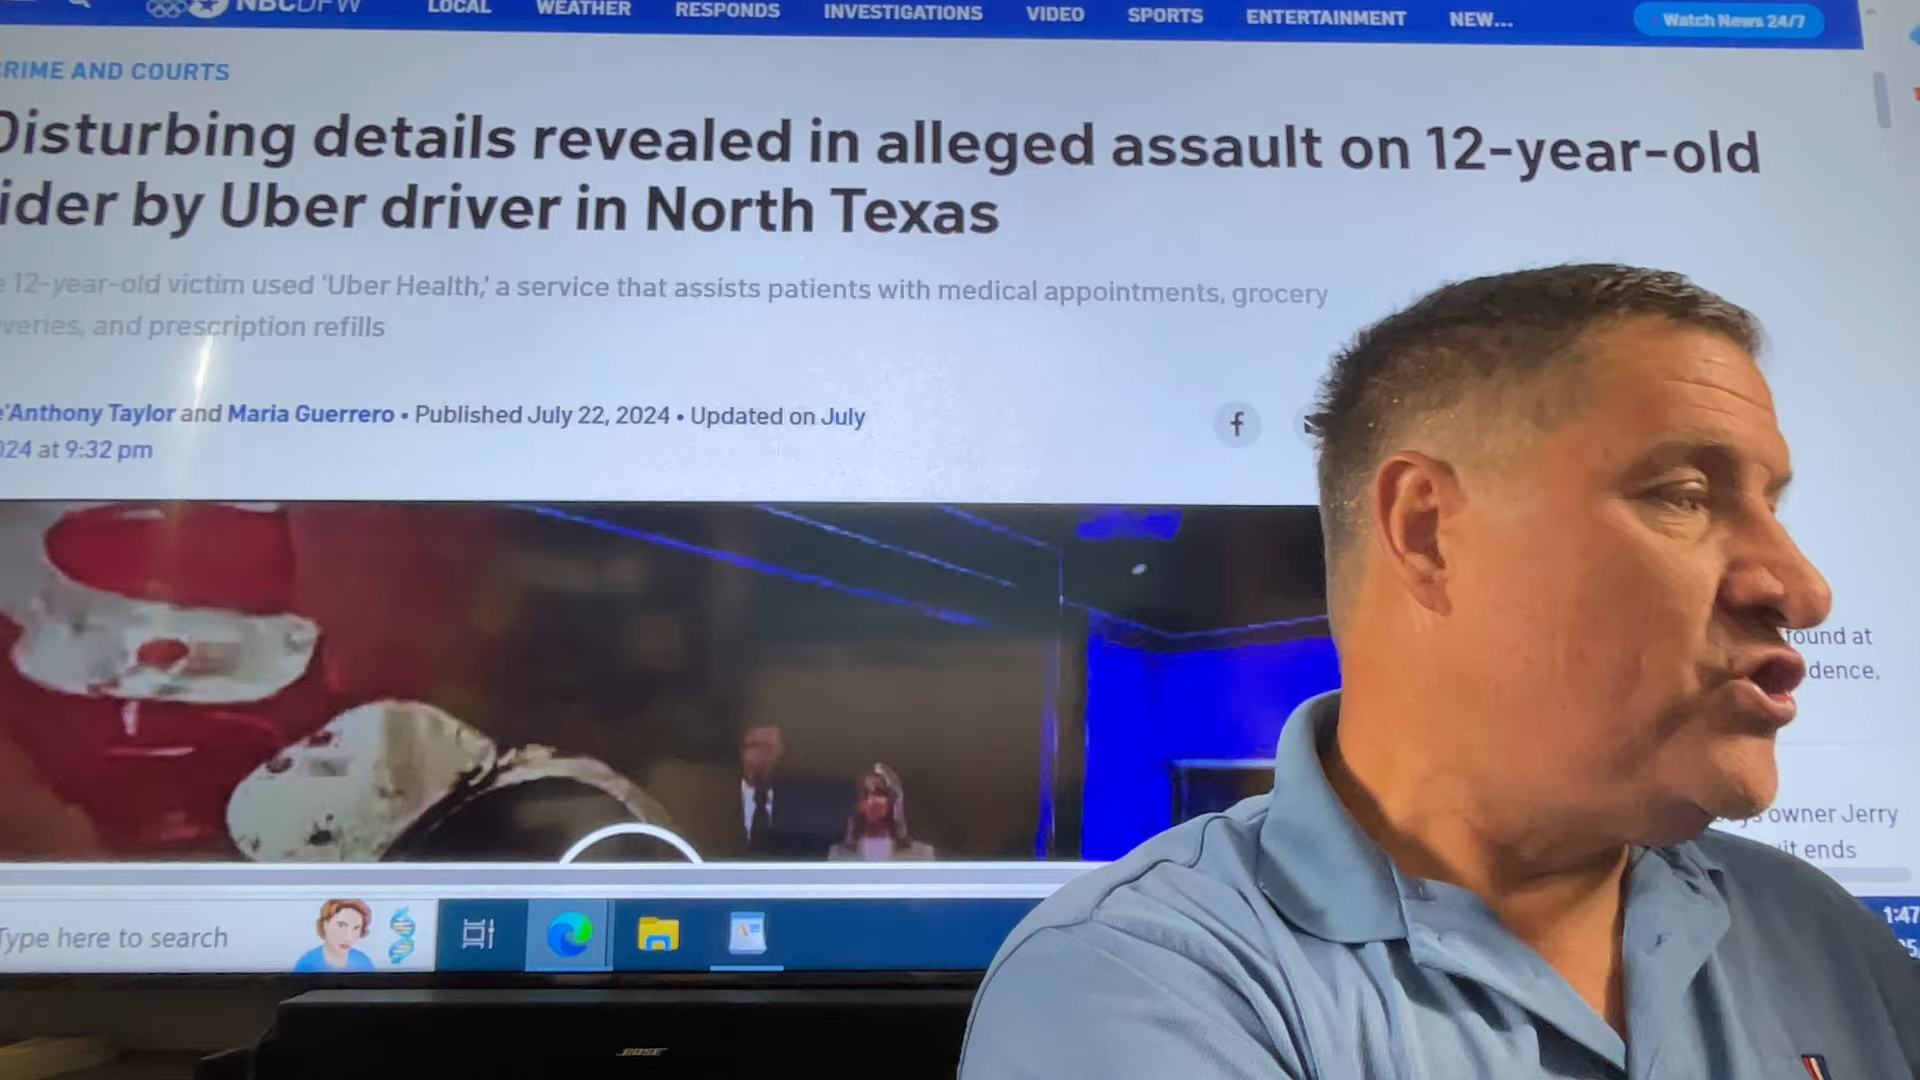 NBCDFW LOCAL WEATHER RESPONDS INVESTIGATIONS VIDEO SPORTS ENTERTAINMENT NEW... Watch News 24/7
RIME AND COURTS
Disturbing details revealed in alleged assault on 12-year-old
ider by Uber driver in North Texas
e 12-year-old victim used 'Uber Health,' a service that assists patients with medical appointments, grocery
veries, and prescription refills
e'Anthony Taylor and Maria Guerrero • Published July 22, 2024 • Updated on July
024 at 9:32 pm
f
found at
dence,
owner Jerry
it ends
Type here to search
1:47
BOSE